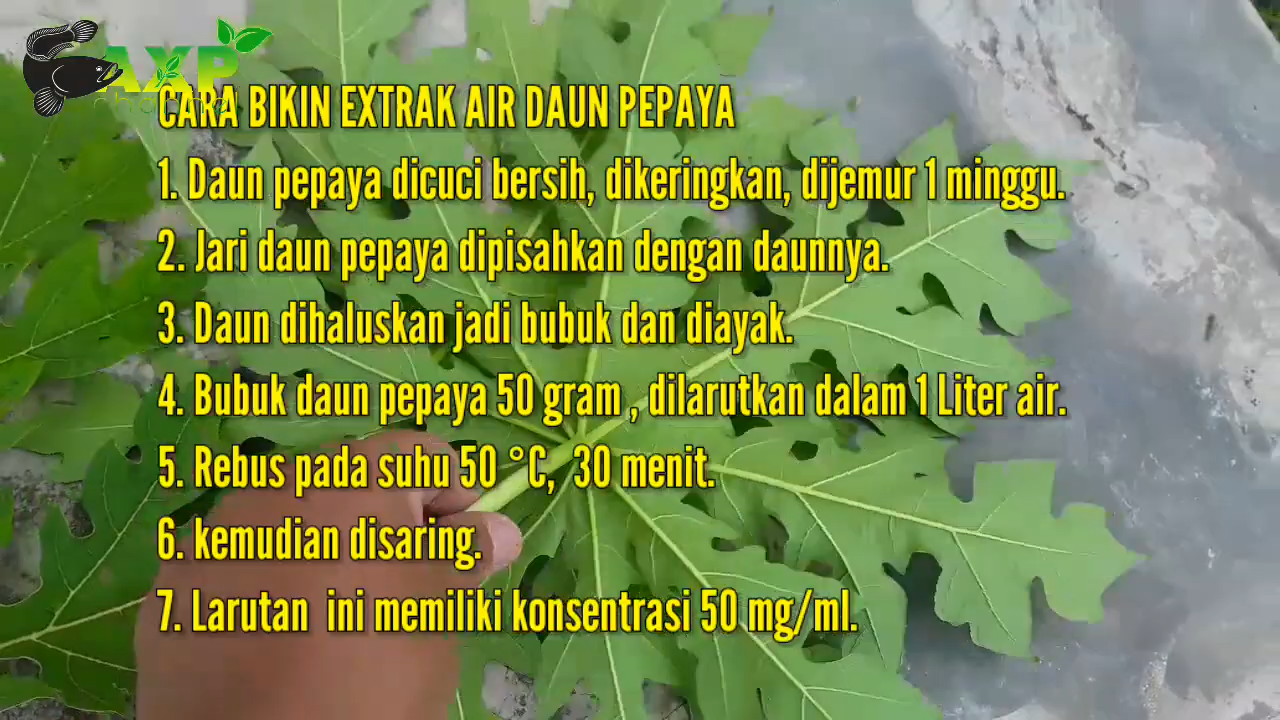 AXP
CARA BIKIN EXTRAK AIR DAUN PEPAYA
1. Daun pepaya dicuci bersih, dikeringkan, dijemur 1 minggu.
2. Jari daun pepaya dipisahkan dengan daunnya.
3. Daun dihaluskan jadi bubuk dan diayak.
4. Bubuk daun pepaya 50 gram , dilarutkan dalam 1 Liter air.
5. Rebus pada suhu 50 °C,  30 menit.
6. kemudian disaring.
7. Larutan  ini memiliki konsentrasi 50 mg/ml.